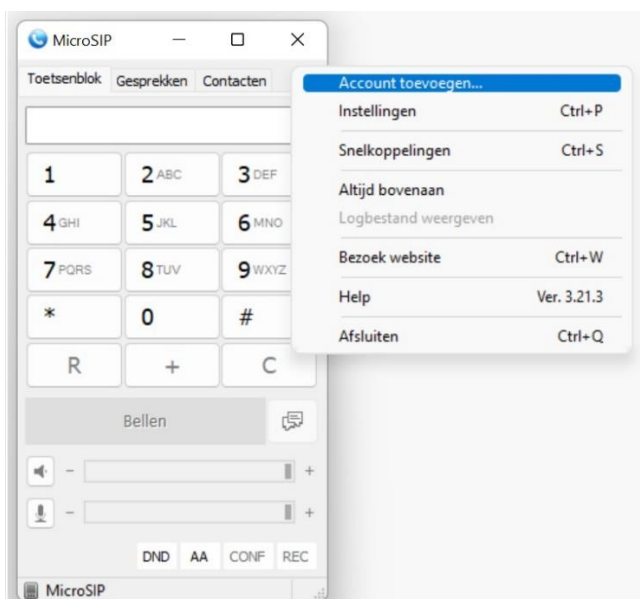 MicroSIP
Toetsenblok Gesprekken Contacten
Account toevoegen...
Instellingen Ctrl+P
Snelkoppelingen Ctrl+S
Altijd bovenaan
Logbestand weergeven
Bezoek website Ctrl+W
Help Ver. 3.21.3
Afsluiten Ctrl+Q
1 2 ABC 3 DEF
4 GHI 5 JKL 6 MNO
7 PQRS 8 TUV 9 WXYZ
* 0 #
R + C
Bellen
- +
- +
DND AA CONF REC
MicroSIP